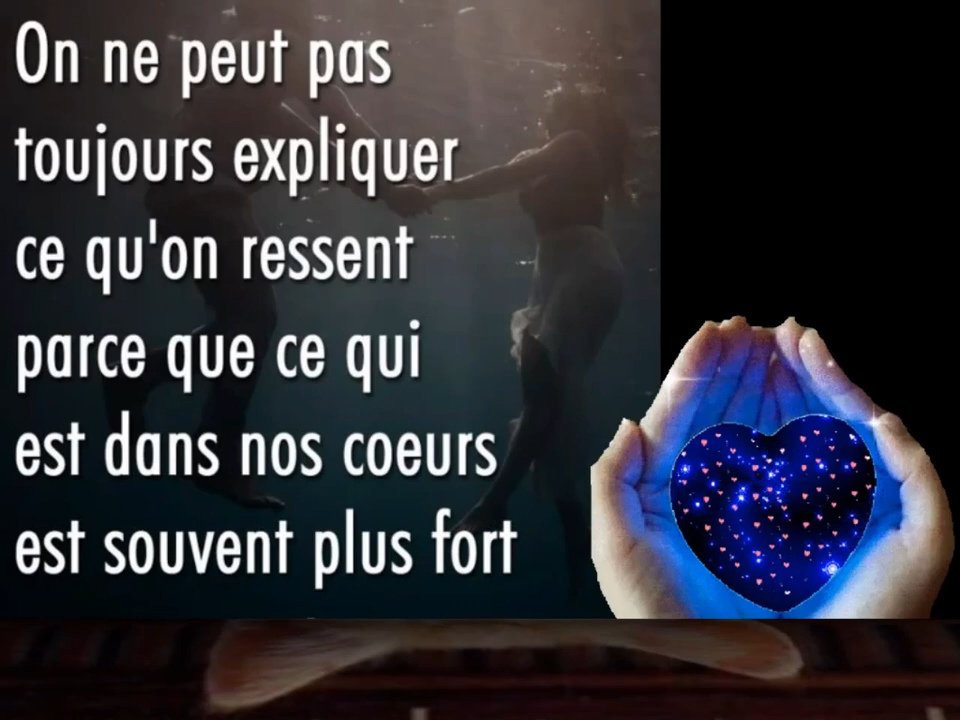 On ne peut pas
toujours expliquer
ce qu'on ressent
parce que ce qui
est dans nos coeurs
est souvent plus fort